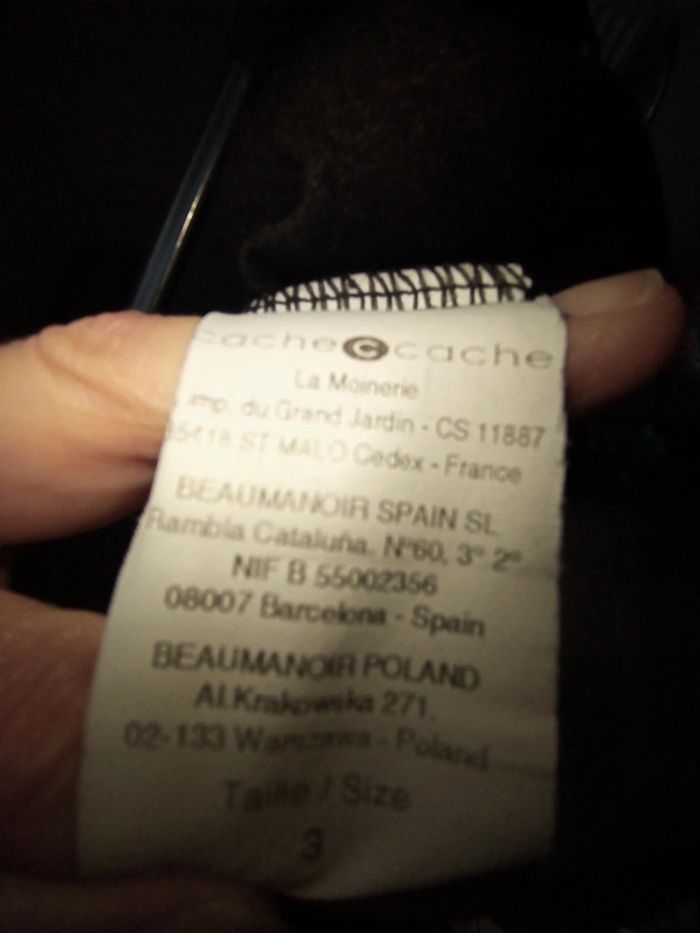 cache c cache
La Moinerie
imp. du Grand Jardin - CS 11887
35418 ST MALO Cedex - France
BEAUMANOIR SPAIN SL
Rambla Cataluña, Nº60, 3º 2º
NIF B 55002356
08007 Barcelona - Spain
BEAUMANOIR POLAND
Al.Krakowska 271,
02-133 Warszawa - Poland
Taille / Size
3